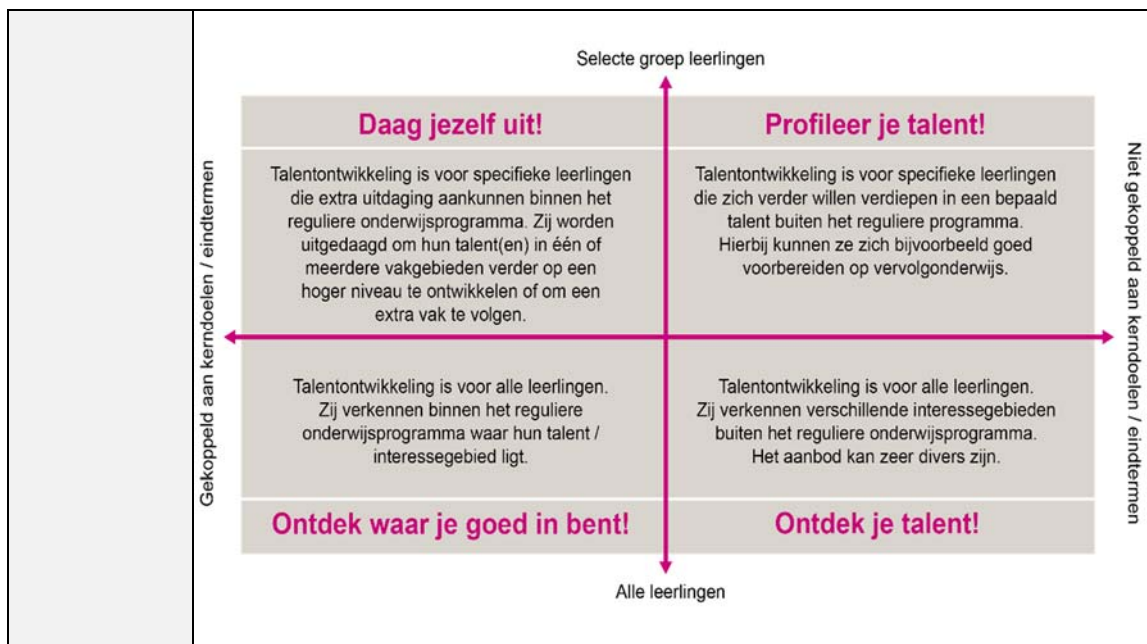 Selecte groep leerlingen
Daag jezelf uit!
Talentontwikkeling is voor specifieke leerlingen
die extra uitdaging aankunnen binnen het
reguliere onderwijsprogramma. Zij worden
uitgedaagd om hun talent(en) in één of
meerdere vakgebieden verder op een
hoger niveau te ontwikkelen of om een
extra vak te volgen.
Profileer je talent!
Talentontwikkeling is voor specifieke leerlingen
die zich verder willen verdiepen in een bepaald
talent buiten het reguliere programma.
Hierbij kunnen ze zich bijvoorbeeld goed
voorbereiden op vervolgonderwijs.
Gekoppeld aan kerndoelen / eindtermen
Niet gekoppeld aan kerndoelen / eindtermen
Talentontwikkeling is voor alle leerlingen.
Zij verkennen binnen het reguliere
onderwijsprogramma waar hun talent /
interessegebied ligt.
Ontdek waar je goed in bent!
Talentontwikkeling is voor alle leerlingen.
Zij verkennen verschillende interessegebieden
buiten het reguliere onderwijsprogramma.
Het aanbod kan zeer divers zijn.
Ontdek je talent!
Alle leerlingen